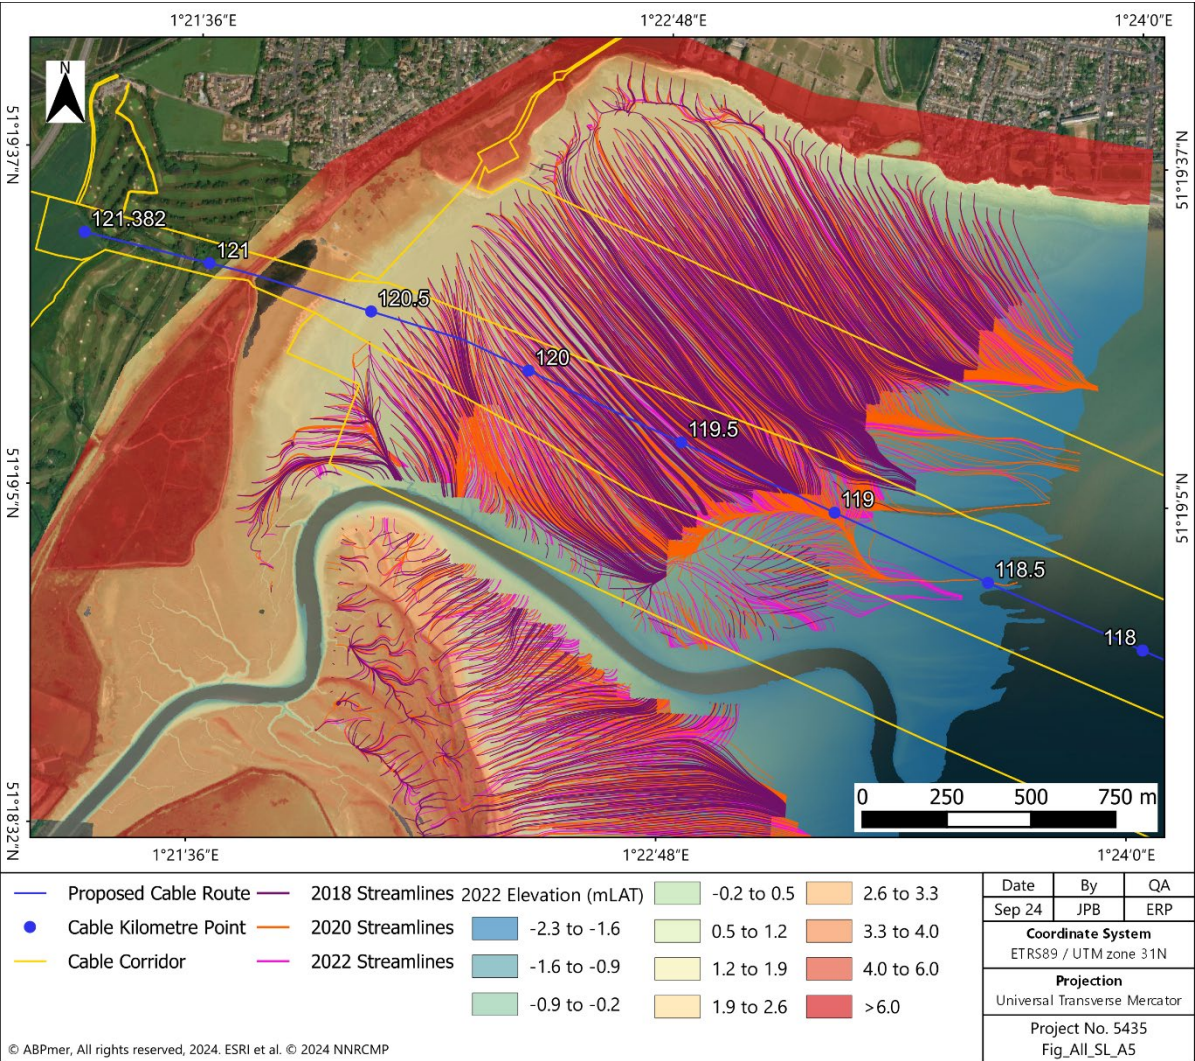 1°21'36"E 1°22'48"E 1°24'0"E
N
51°19'37"N
51°19'37"N
121.382
121
120.5
120
119.5
119
118.5
118
51°19'5"N
51°19'5"N
51°18'32"N
51°18'32"N
0 250 500 750 m
1°21'36"E 1°22'48"E 1°24'0"E
Proposed Cable Route
Cable Kilometre Point
Cable Corridor
2018 Streamlines
2020 Streamlines
2022 Streamlines
2022 Elevation (mLAT)
-2.3 to -1.6
-1.6 to -0.9
-0.9 to -0.2
-0.2 to 0.5
0.5 to 1.2
1.2 to 1.9
1.9 to 2.6
2.6 to 3.3
3.3 to 4.0
4.0 to 6.0
>6.0
Date By QA
Sep 24 JPB ERP
Coordinate System
ETRS89 / UTM zone 31N
Projection
Universal Transverse Mercator
Project No. 5435
Fig_All_SL_A5
© ABPmer, All rights reserved, 2024. ESRI et al. © 2024 NNRCMP